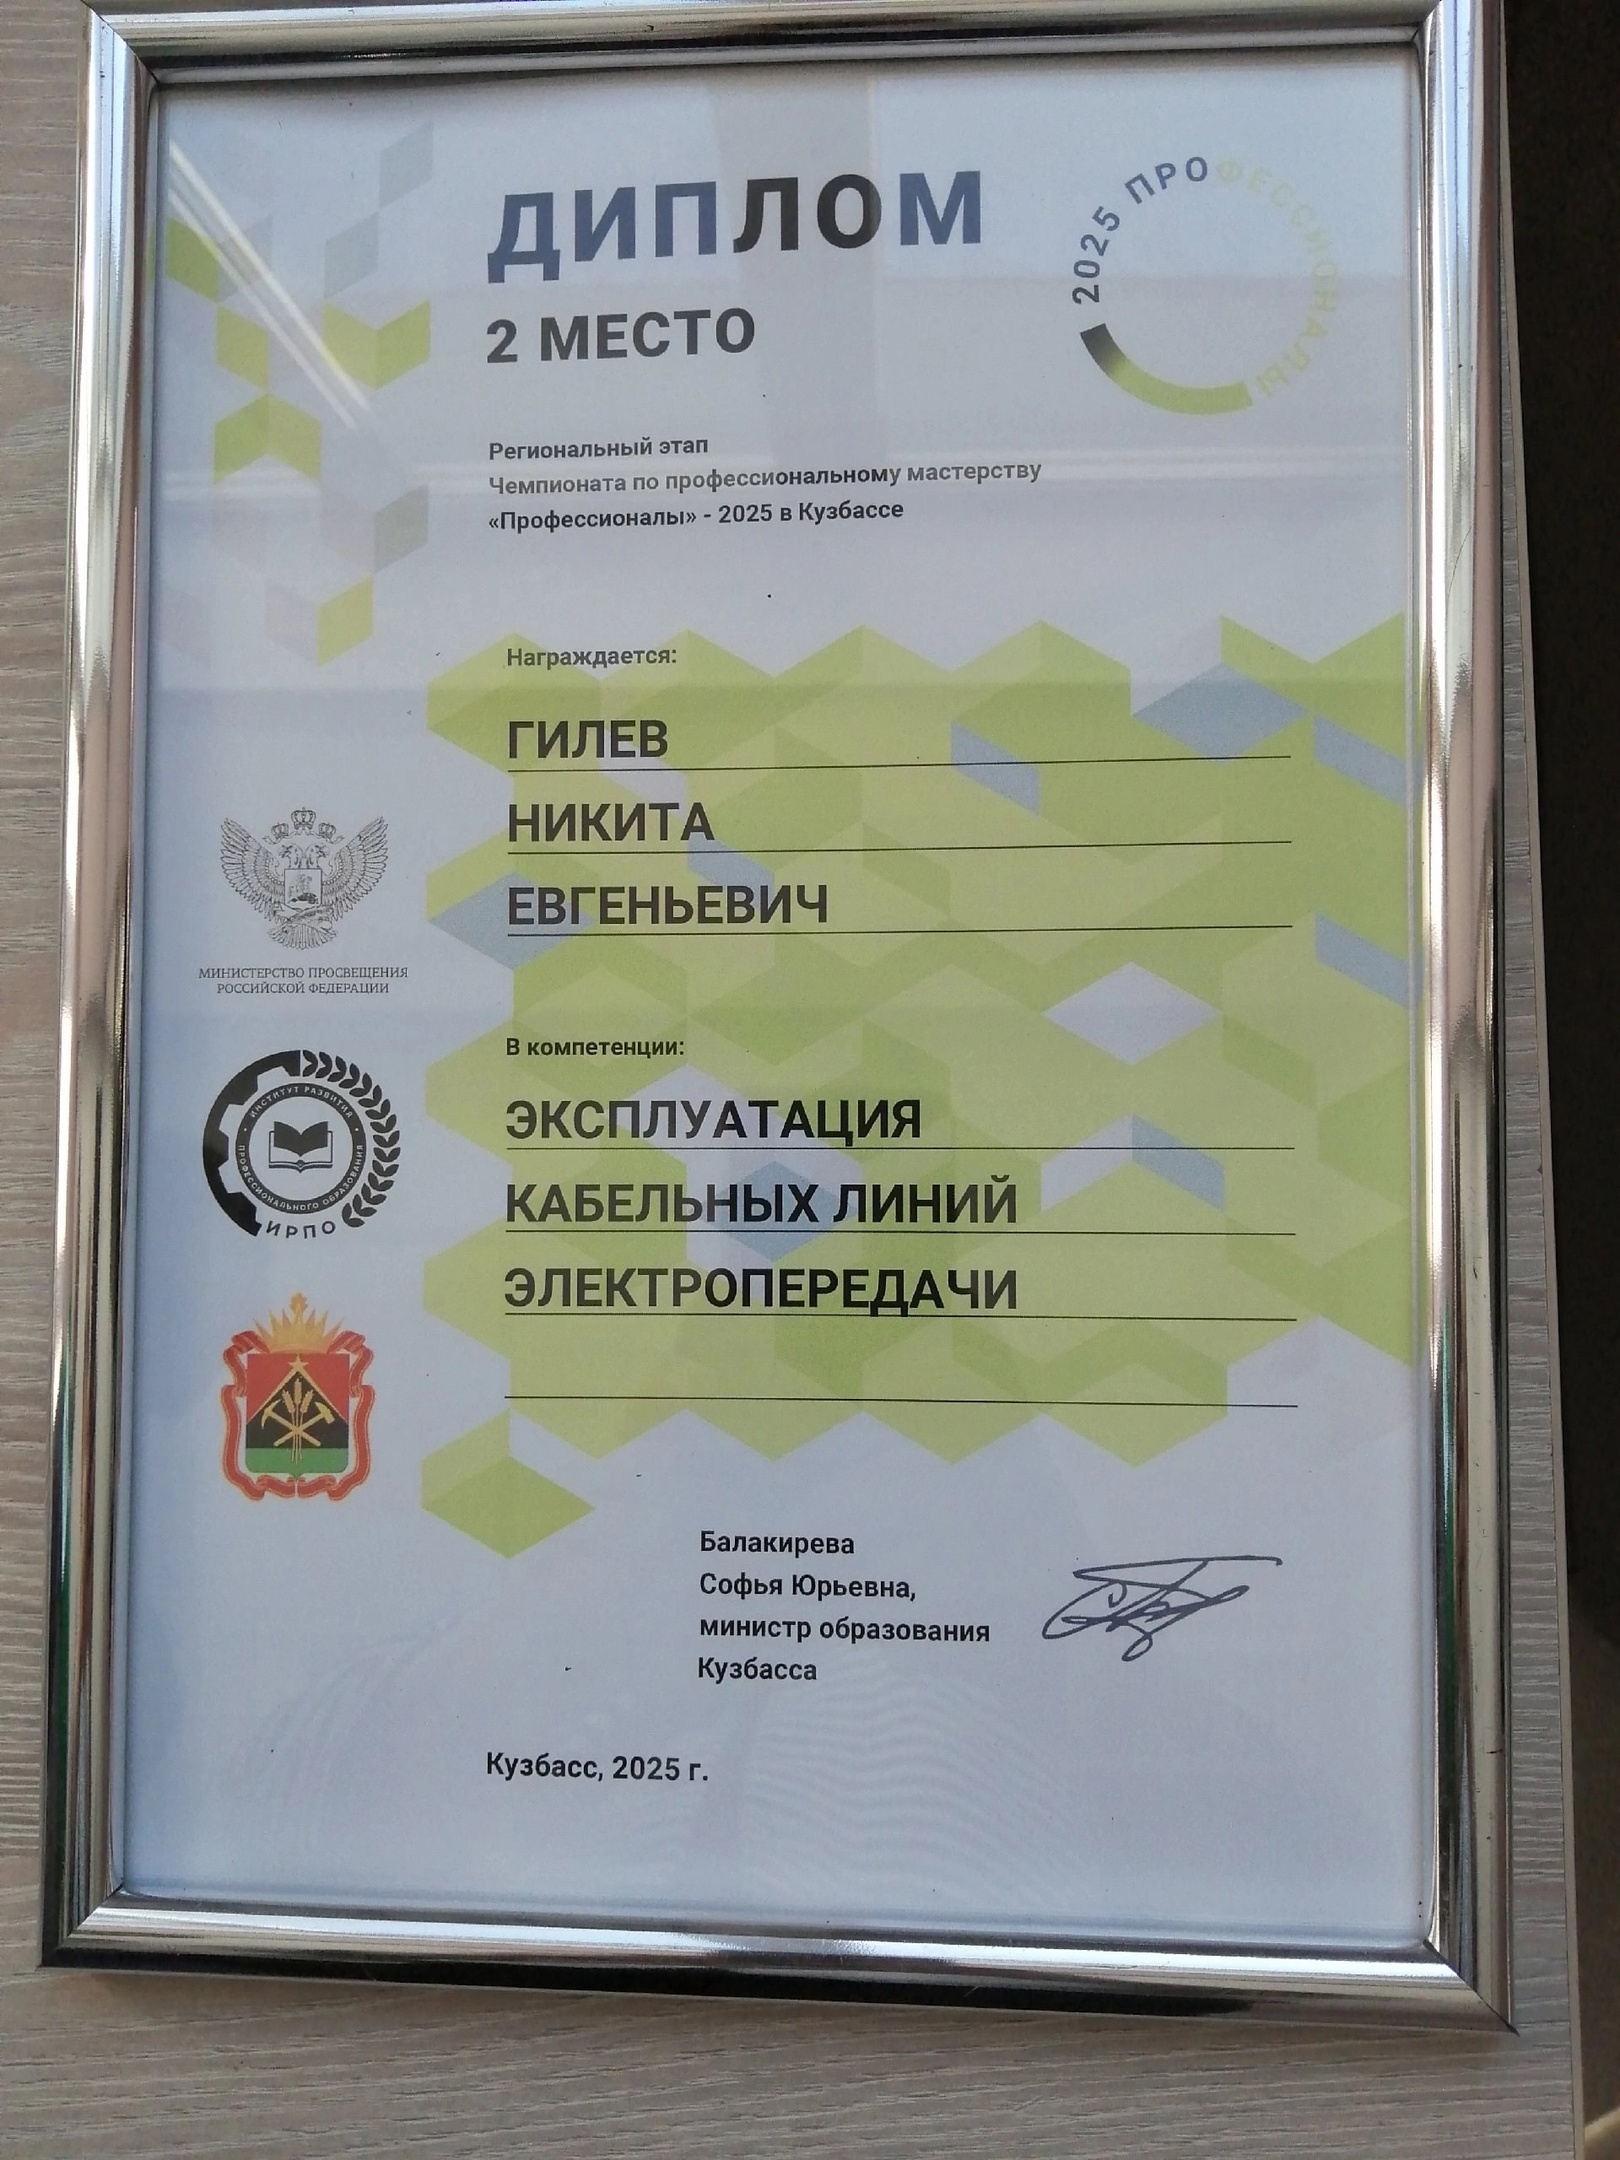 ДИПЛОМ
2025 ПРОФЕССИОНАЛЫ
2 МЕСТО
Региональный этап
Чемпионата по профессиональному мастерству
«Профессионалы» - 2025 в Кузбассе
Награждается:
ГИЛЕВ
НИКИТА
ЕВГЕНЬЕВИЧ
МИНИСТЕРСТВО ПРОСВЕЩЕНИЯ
РОССИЙСКОЙ ФЕДЕРАЦИИ
В компетенции:
ЭКСПЛУАТАЦИЯ
КАБЕЛЬНЫХ ЛИНИЙ
ЭЛЕКТРОПЕРЕДАЧИ
ИНСТИТУТ РАЗВИТИЯ
ПРОФЕССИОНАЛЬНОГО ОБРАЗОВАНИЯ
ИРПО
Балакирева
Софья Юрьевна,
министр образования
Кузбасса
Кузбасс, 2025 г.